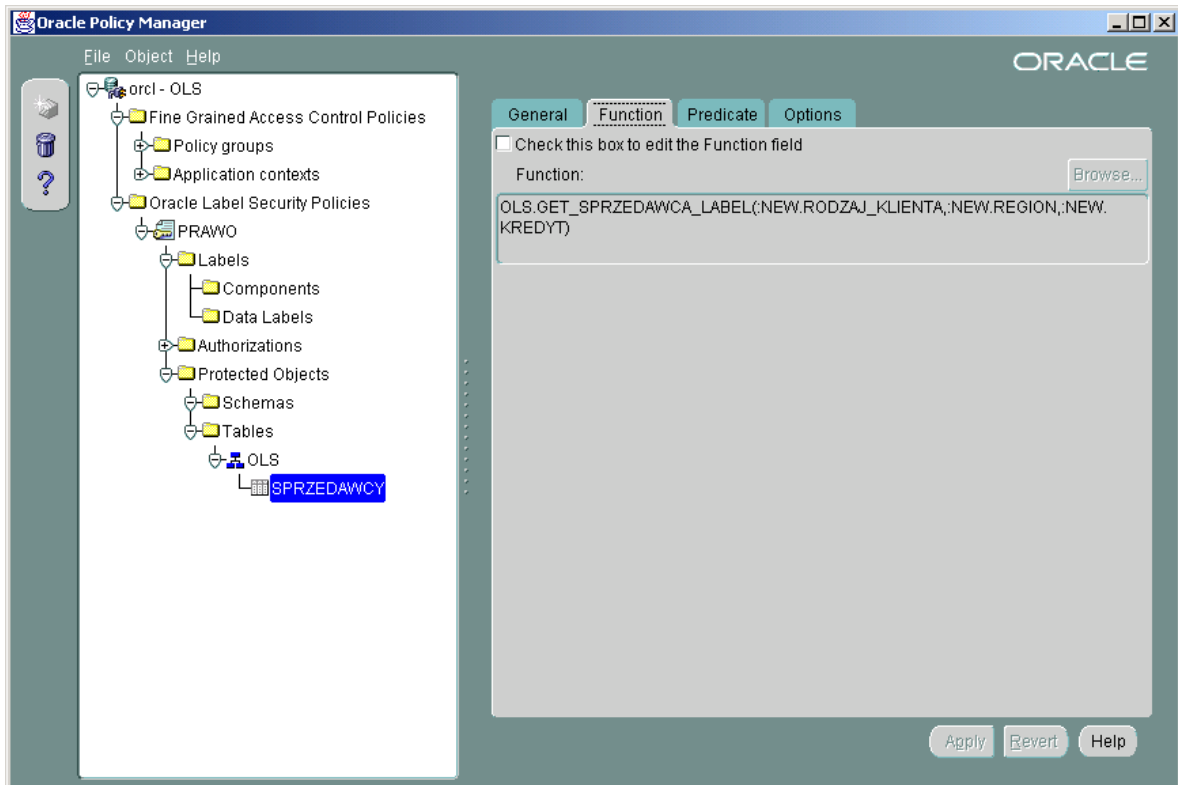 Oracle Policy Manager
File Object Help
ORACLE
orcl - OLS
Fine Grained Access Control Policies
Policy groups
Application contexts
Oracle Label Security Policies
PRAWO
Labels
Components
Data Labels
Authorizations
Protected Objects
Schemas
Tables
OLS
SPRZEDAWCY
General Function Predicate Options
Check this box to edit the Function field
Function: Browse...
OLS.GET_SPRZEDAWCA_LABEL(:NEW.RODZAJ_KLIENTA,:NEW.REGION,:NEW.
KREDYT)
Apply Revert Help